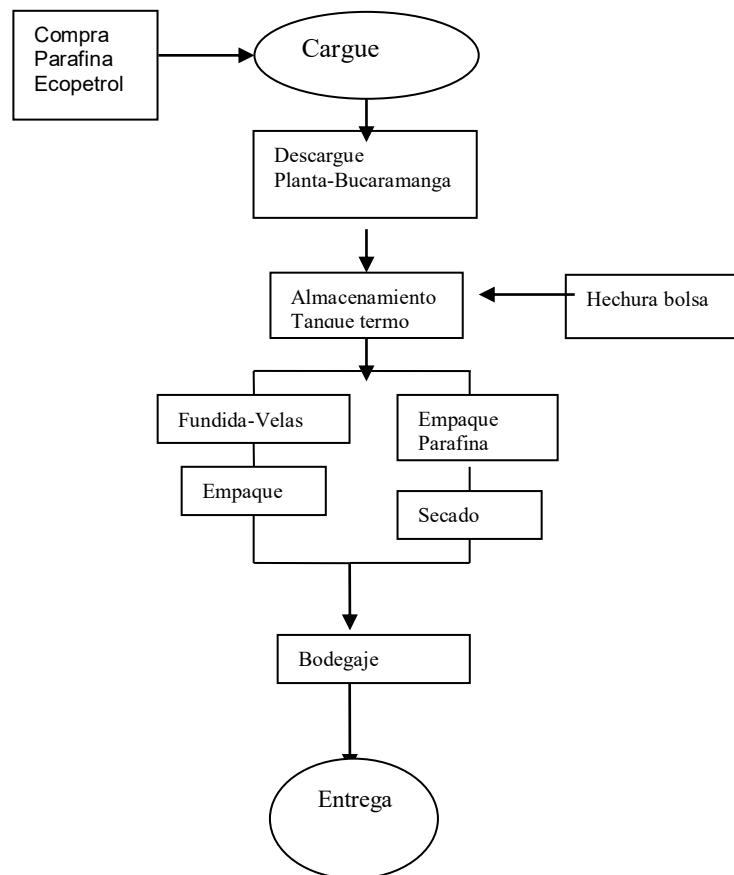 Compra
Parafina
Ecopetrol
Cargue
Descargue
Planta-Bucaramanga
Almacenamiento
Tanque termo
Hechura bolsa
Fundida-Velas
Empaque
Parafina
Empaque
Secado
Bodegaje
Entrega